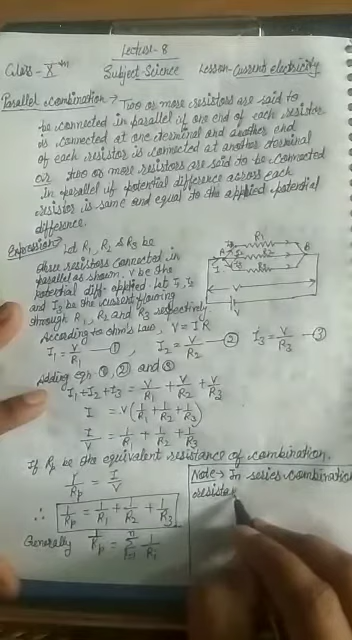 Lecture-8
Class-Xth Subject-Science Lesson-Current electricity
Parallel combination → Two or more resistors are said to
be connected in parallel if one end of each resistor
is connected at one terminal and another end
of each resistor is connected at another terminal
or Two or more resistors are said to be connected
in parallel if potential difference across each
resistor is same and equal to the applied potential
difference.
Expression → Let R1, R2 & R3 be
three resistors connected in
parallel as shown. V be the
potential diff. applied. Let I1, I2
and I3 be the current flowing
through R1, R2 and R3 respectively
R1
A
B
I
V
According to ohm's law, V = IR
I1 = V/R1 — ①, I2 = V/R2 — ② I3 = V/R3 — ③
Adding eqn ①, ② and ③
I1+I2+I3 = V/R1 + V/R2 + V/R3
I = V(1/R1 + 1/R2 + 1/R3)
I/V = 1/R1 + 1/R2 + 1/R3
If Rp be the equivalent resistance of combination.
1/Rp = I/V
∴ 1/Rp = 1/R1 + 1/R2 + 1/R3
Generally 1/Rp = Σ 1/Ri
Note → In series combination
resista